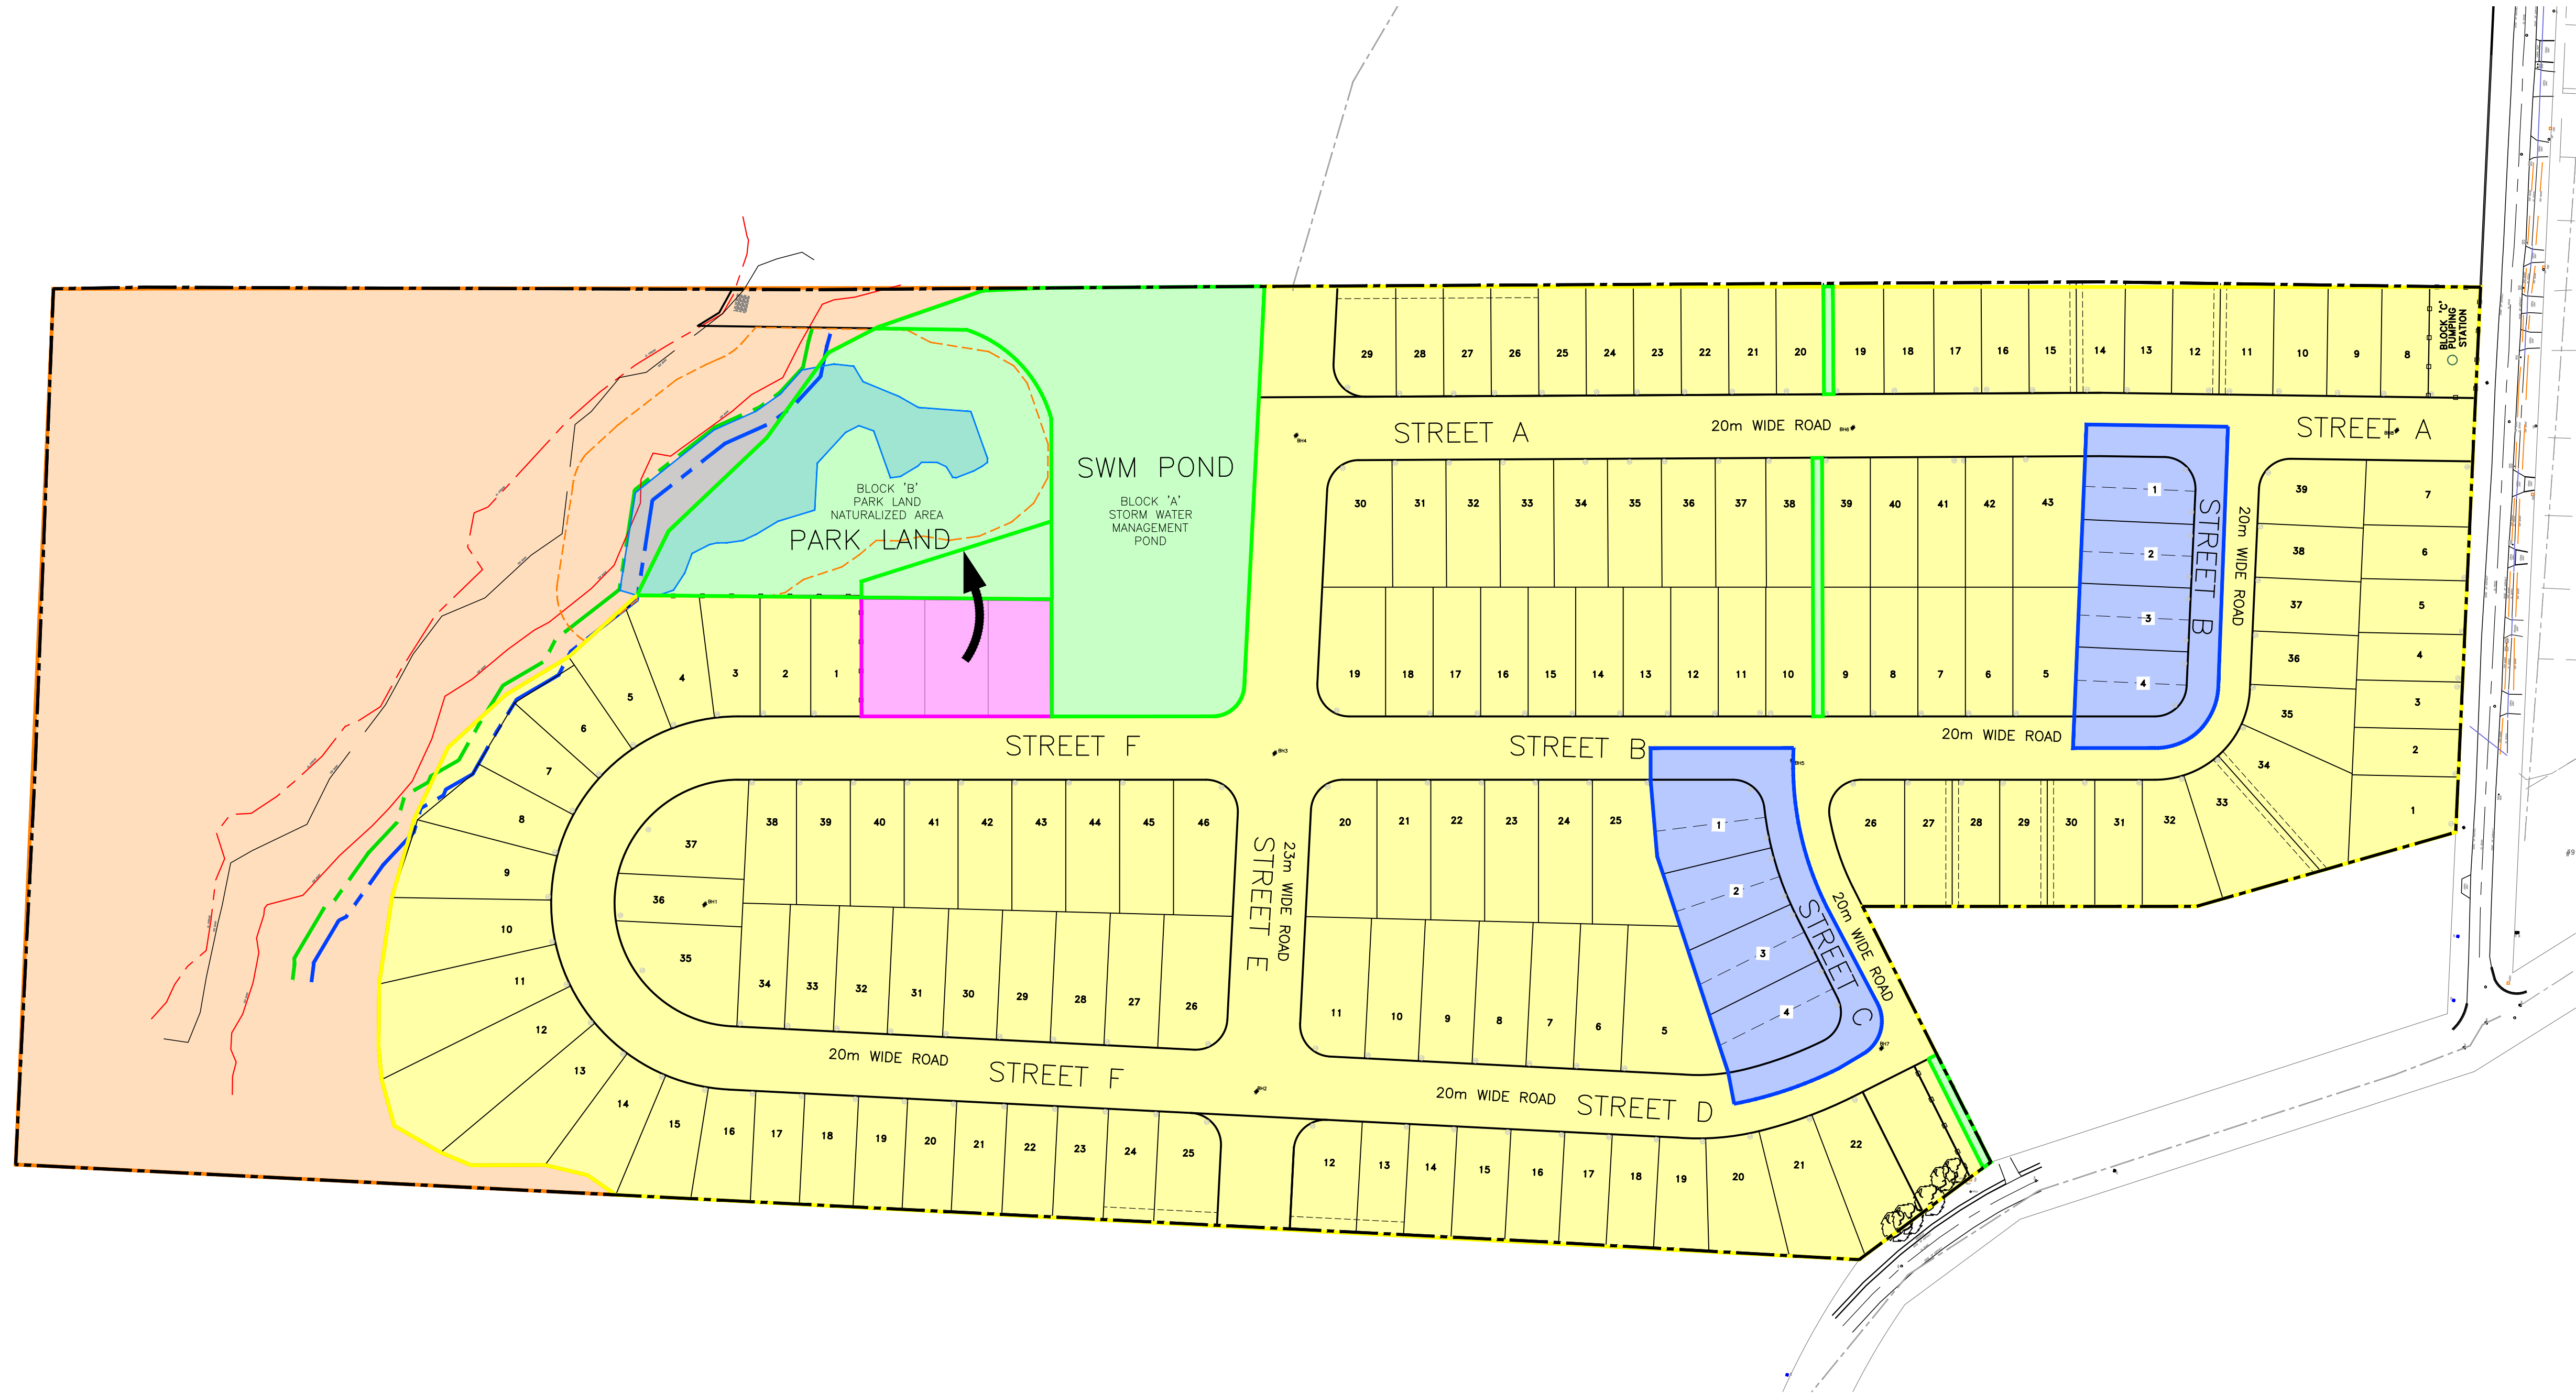 BLOCK 'C'
PUMPING
STATION
29 28 27 26 25 24 23 22 21 20 19 18 17 16 15 14 13 12 11 10 9 8
STREET A
20m WIDE ROAD
BH6
BH8
STREET A
BH4
SWM POND
BLOCK 'A'
STORM WATER
MANAGEMENT
POND
BLOCK 'B'
PARK LAND
NATURALIZED AREA
PARK LAND
30 31 32 33 34 35 36 37 38 39 40 41 42 43
1
2
3
4
STREET B
20m WIDE ROAD
39
38
37
36
35
34
33
7
6
5
4
3
2
1
19 18 17 16 15 14 13 12 11 10 9 8 7 6 5
5 4 3 2 1
6
7
8
9
10
11
12
13
14
STREET F
BH3
STREET B
20m WIDE ROAD
BH5
37
36
BH1
35
38 39 40 41 42 43 44 45 46
34 33 32 31 30 29 28 27 26
23m WIDE ROAD
STREET E
20 21 22 23 24 25
11 10 9 8 7 6 5
1
2
3
4
STREET C
20m WIDE ROAD
BH7
26 27 28 29 30 31 32
20m WIDE ROAD
STREET F
BH2
20m WIDE ROAD
STREET D
15 16 17 18 19 20 21 22 23 24 25
12 13 14 15 16 17 18 19 20 21 22